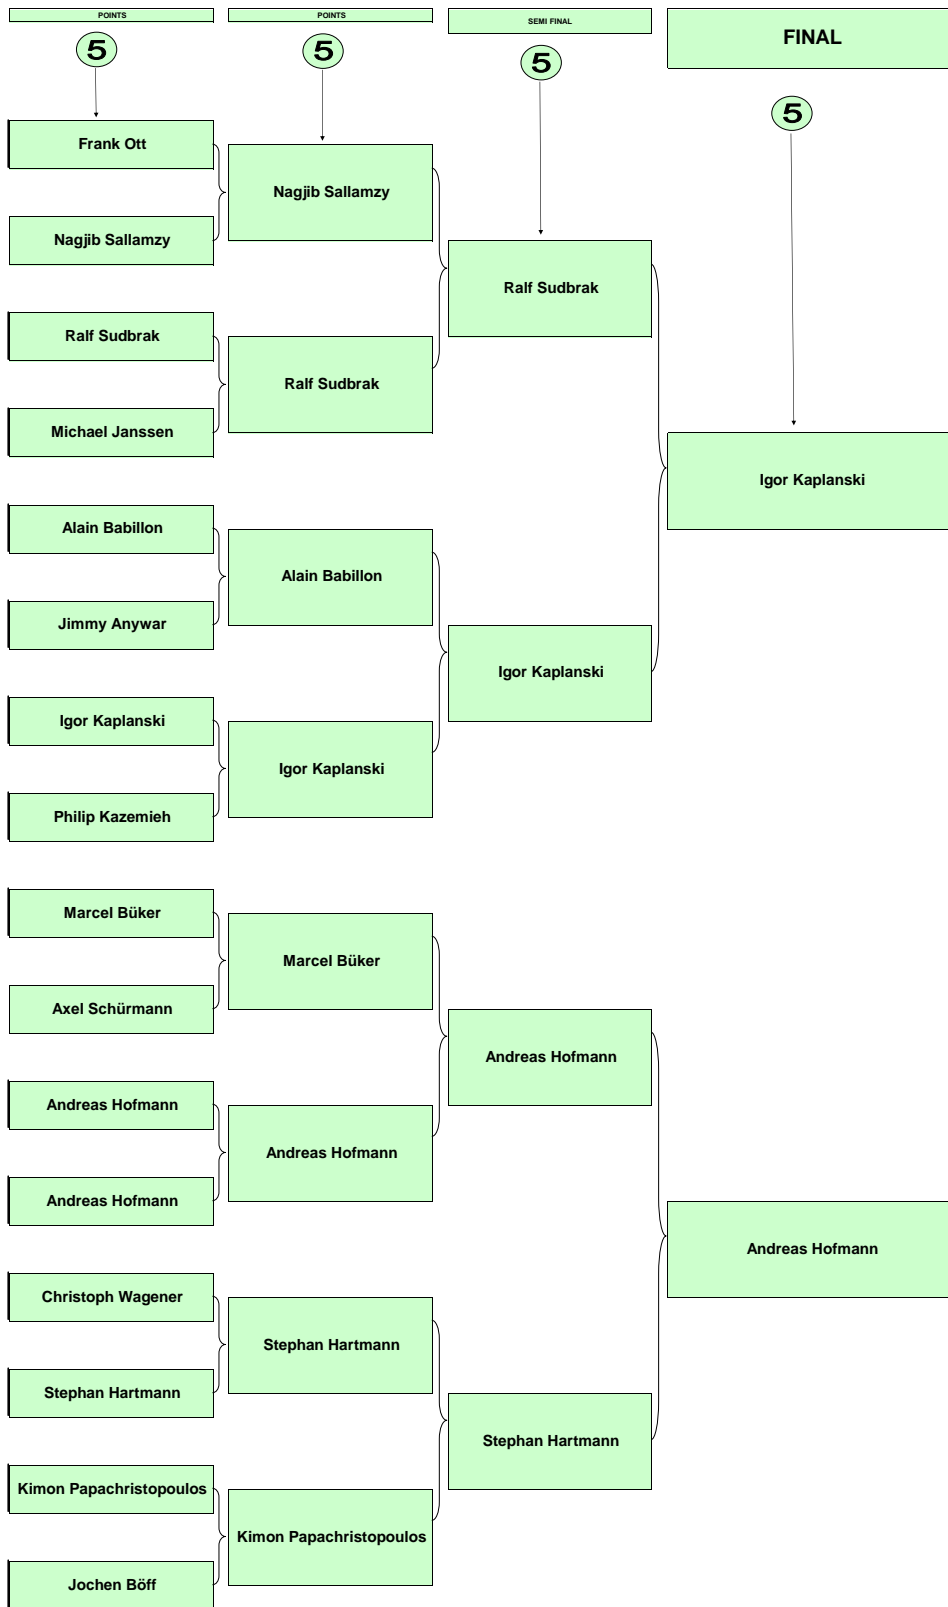 POINTS
POINTS
SEMI FINAL
FINAL
5
5
5
5
Frank Ott
Nagjib Sallamzy
Nagjib Sallamzy
Ralf Sudbrak
Ralf Sudbrak
Ralf Sudbrak
Michael Janssen
Igor Kaplanski
Alain Babillon
Alain Babillon
Jimmy Anywar
Igor Kaplanski
Igor Kaplanski
Igor Kaplanski
Philip Kazemieh
Marcel Büker
Marcel Büker
Axel Schürmann
Andreas Hofmann
Andreas Hofmann
Andreas Hofmann
Andreas Hofmann
Andreas Hofmann
Christoph Wagener
Stephan Hartmann
Stephan Hartmann
Stephan Hartmann
Kimon Papachristopoulos
Kimon Papachristopoulos
Jochen Böff